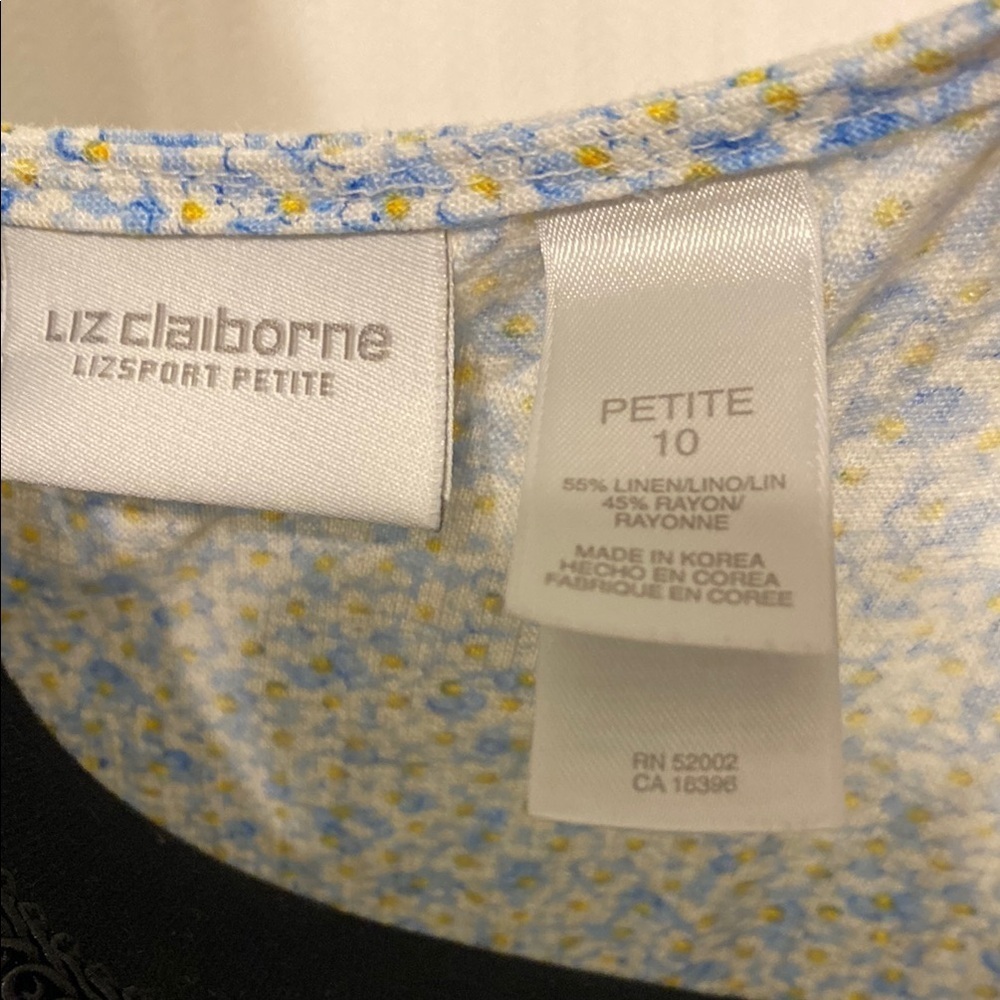 LIZ claiborne
LIZSPORT PETITE
PETITE
10
55% LINEN/LINO/LIN
45% RAYON/
RAYONNE
MADE IN KOREA
HECHO EN COREA
FABRIQUE EN COREE
RN 52002
CA 16396